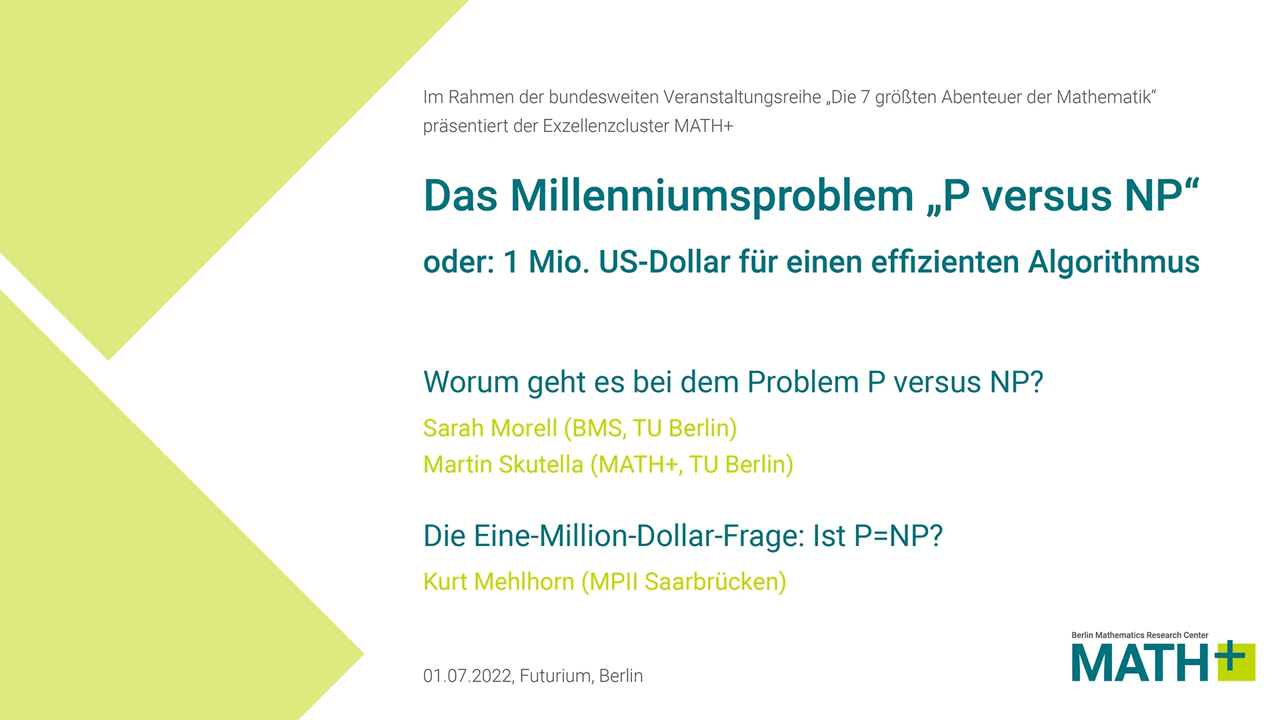 Im Rahmen der bundesweiten Veranstaltungsreihe „Die 7 größten Abenteuer der Mathematik“
präsentiert der Exzellenzcluster MATH+
Das Millenniumsproblem „P versus NP“
oder: 1 Mio. US-Dollar für einen effizienten Algorithmus
Worum geht es bei dem Problem P versus NP?
Sarah Morell (BMS, TU Berlin)
Martin Skutella (MATH+, TU Berlin)
Die Eine-Million-Dollar-Frage: Ist P=NP?
Kurt Mehlhorn (MPII Saarbrücken)
01.07.2022, Futurium, Berlin
Berlin Mathematics Research Center
MATH+